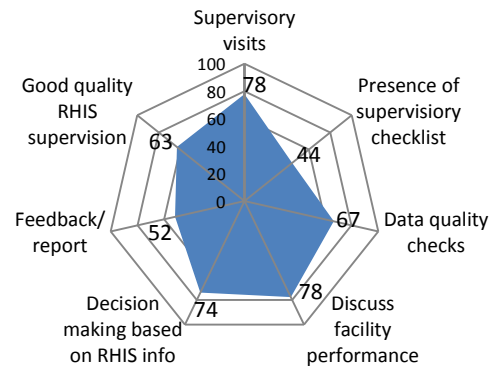 Supervisory
visits
100
80
60
40
20
0
78
Presence of
supervisiory
checklist
44
Data quality
checks
67
Discuss
facility
performance
78
Decision
making based
on RHIS info
74
Feedback/
report
52
Good quality
RHIS
supervision
63